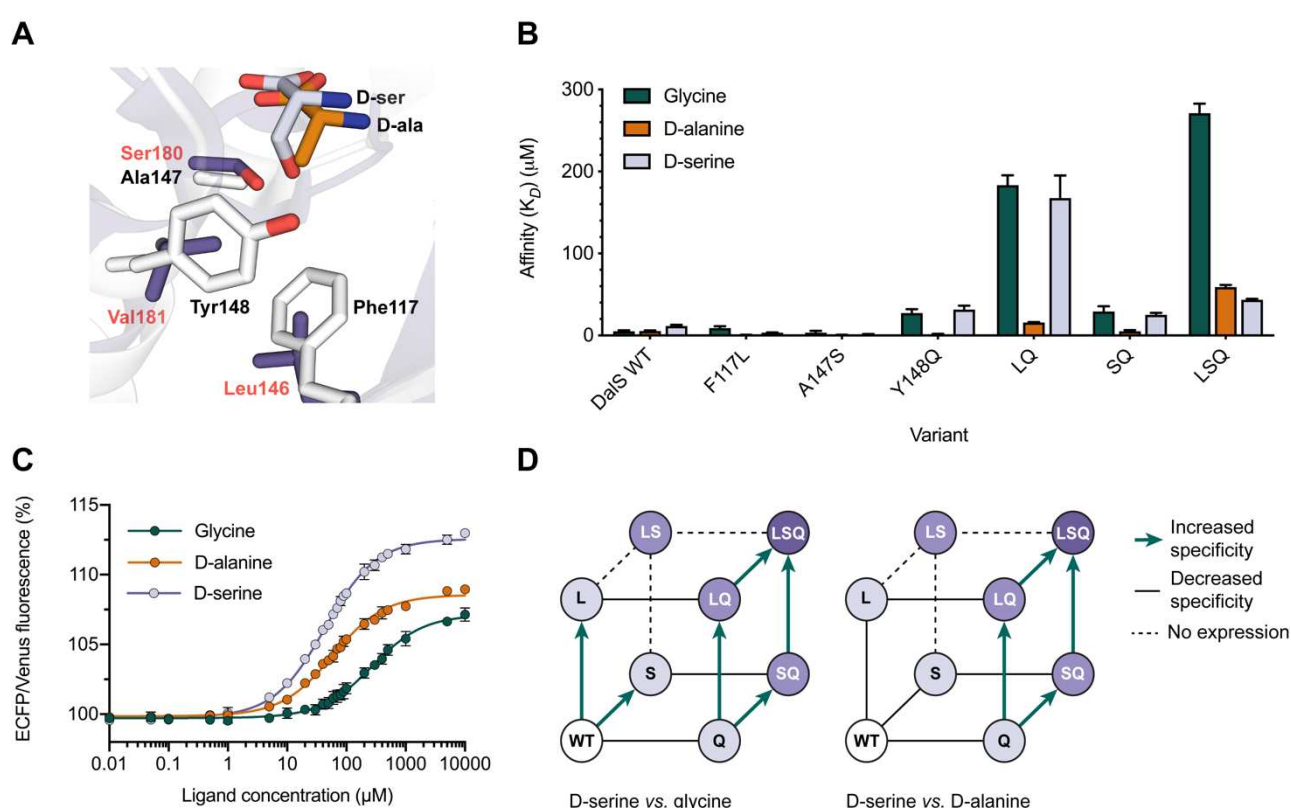 A
D-ser
D-ala
Ser180
Ala147
Val181
Tyr148
Phe117
Leu146
B
Glycine
D-alanine
D-serine
Affinity (KD) (µM)
300
200
100
0
DalS WT
F117L
A147S
Y148Q
LQ
SQ
LSQ
Variant
C
Glycine
D-alanine
D-serine
ECFP/Venus fluorescence (%)
115
110
105
100
0.01
0.1
1
10
100
1000
10000
Ligand concentration (µM)
D
LS
LSQ
L
LQ
S
SQ
WT
Q
D-serine vs. glycine
LS
LSQ
L
LQ
S
SQ
WT
Q
D-serine vs. D-alanine
Increased
specificity
Decreased
specificity
No expression